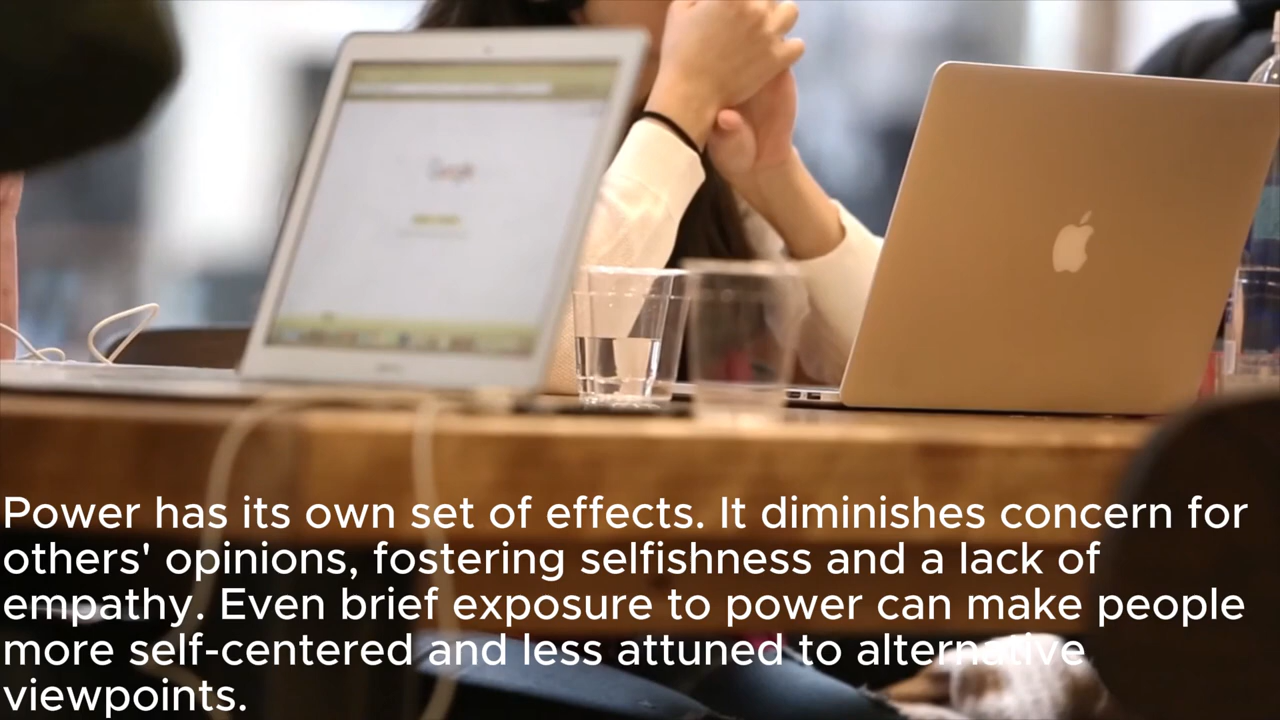 Google
Power has its own set of effects. It diminishes concern for
others' opinions, fostering selfishness and a lack of
empathy. Even brief exposure to power can make people
more self-centered and less attuned to alternative
viewpoints.